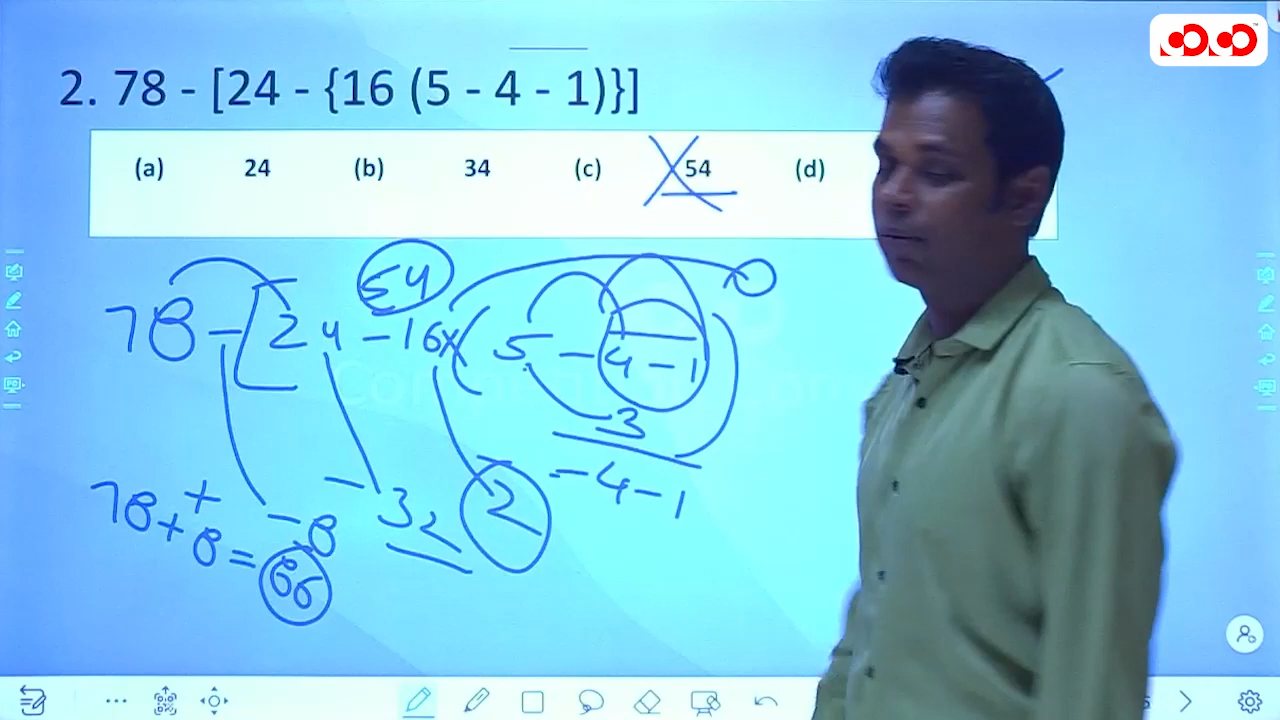 2. 78 - [24 - {16 (5 - 4 - 1)}]
(a) 24 (b) 34 (c) 54 (d)
54 0
78 - [24 - 16 × ( 5 - 4 - 1 )
3
- 4 - 1
- 32 2
78 + 8 = 86 + - 8